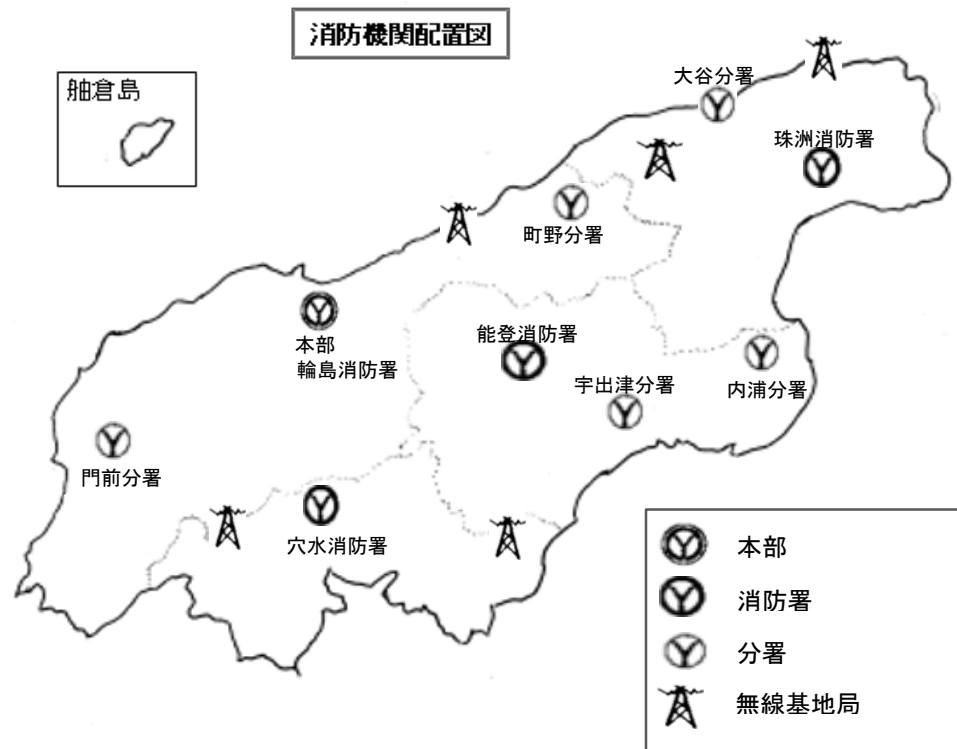 消防機関配置図
舳倉島
大谷分署
珠洲消防署
町野分署
本部
輪島消防署
能登消防署
宇出津分署
内浦分署
門前分署
穴水消防署
本部
消防署
分署
無線基地局